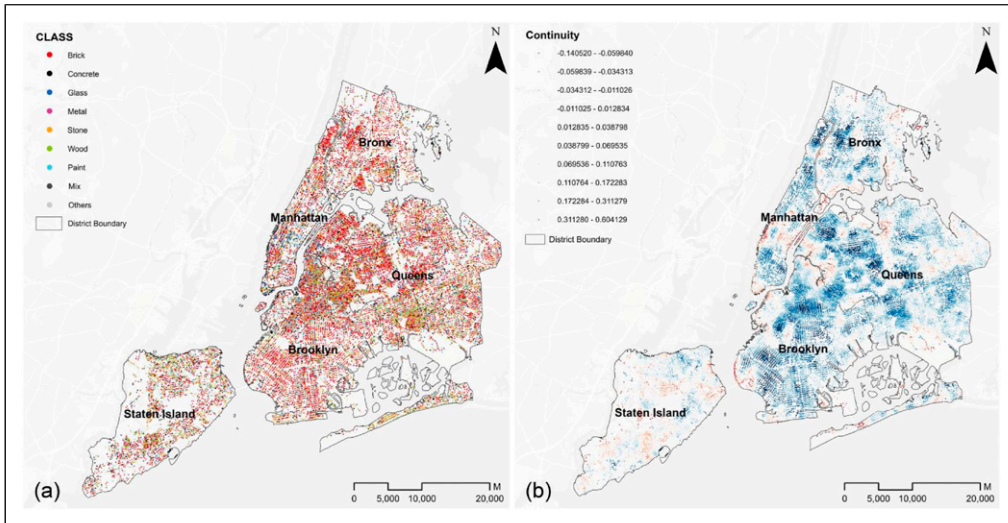 CLASS
Brick
Concrete
Glass
Metal
Stone
Wood
Paint
Mix
Others
District Boundary
N
Bronx
Manhattan
Queens
Brooklyn
Staten Island
(a)
M
0 5,000 10,000 20,000
Continuity
-0.140520 - -0.059840
-0.059839 - -0.034313
-0.034312 - -0.011026
-0.011025 - 0.012834
0.012835 - 0.038798
0.038799 - 0.069535
0.069536 - 0.110763
0.110764 - 0.172283
0.172284 - 0.311279
0.311280 - 0.604129
District Boundary
N
Bronx
Manhattan
Queens
Brooklyn
Staten Island
(b)
M
0 5,000 10,000 20,000